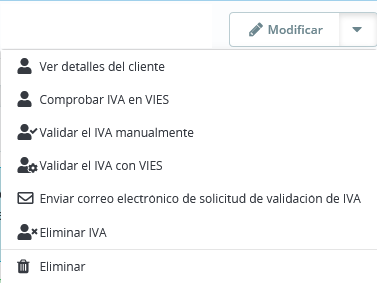 Modificar
Ver detalles del cliente
Comprobar IVA en VIES
Validar el IVA manualmente
Validar el IVA con VIES
Enviar correo electrónico de solicitud de validación de IVA
Eliminar IVA
Eliminar